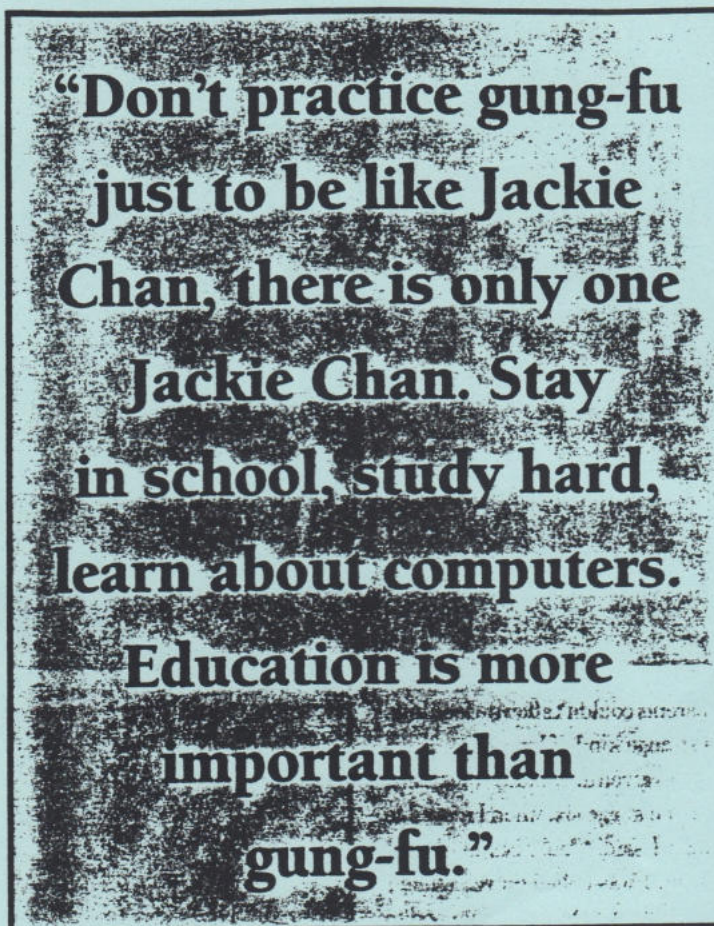 “Don’t practice gung-fu
just to be like Jackie
Chan, there is only one
Jackie Chan. Stay
in school, study hard,
learn about computers.
Education is more
important than
gung-fu.”